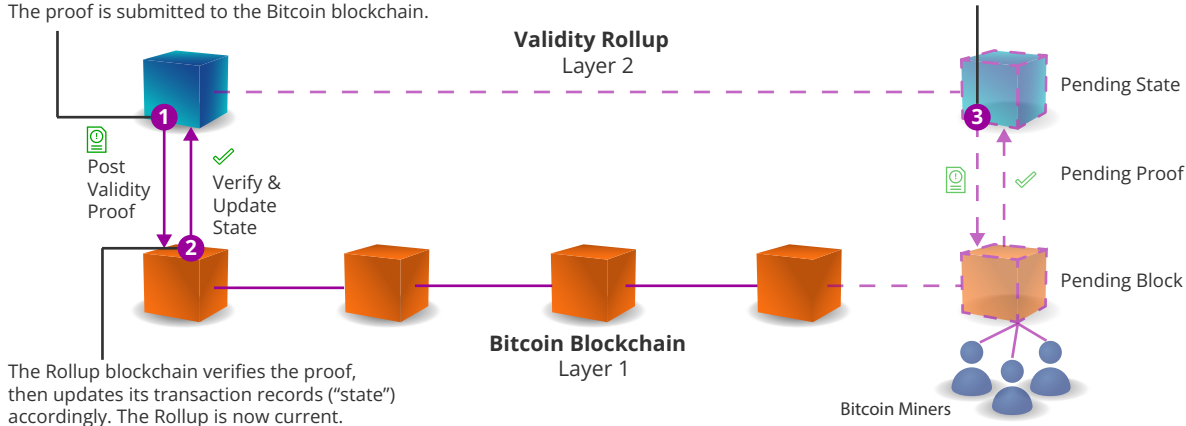 The proof is submitted to the Bitcoin blockchain.
Validity Rollup
Layer 2
Pending State
1
3
Post
Validity
Proof
Verify &
Update
State
Pending Proof
2
Pending Block
Bitcoin Blockchain
Layer 1
The Rollup blockchain verifies the proof,
then updates its transaction records (“state”)
accordingly. The Rollup is now current.
Bitcoin Miners